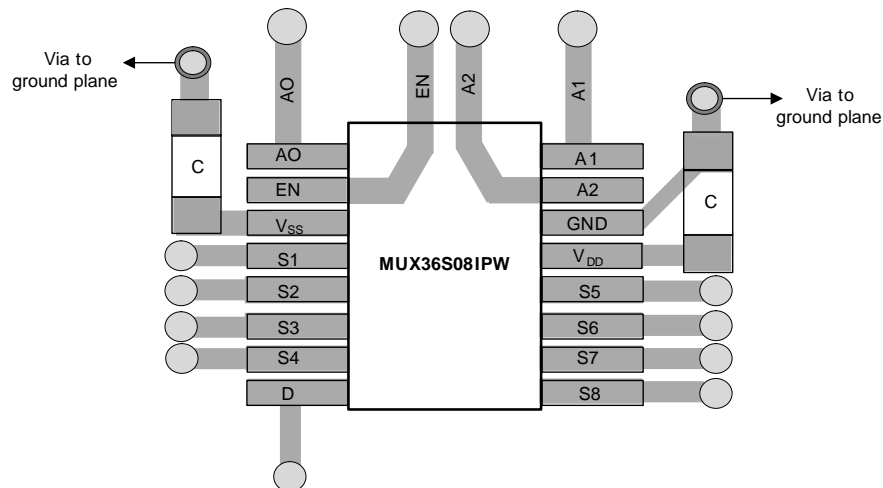 Via to
ground plane
AO
EN
A2
A1
Via to
ground plane
C
C
AO
EN
VSS
S1
S2
S3
S4
D
MUX36S08IPW
A1
A2
GND
VDD
S5
S6
S7
S8